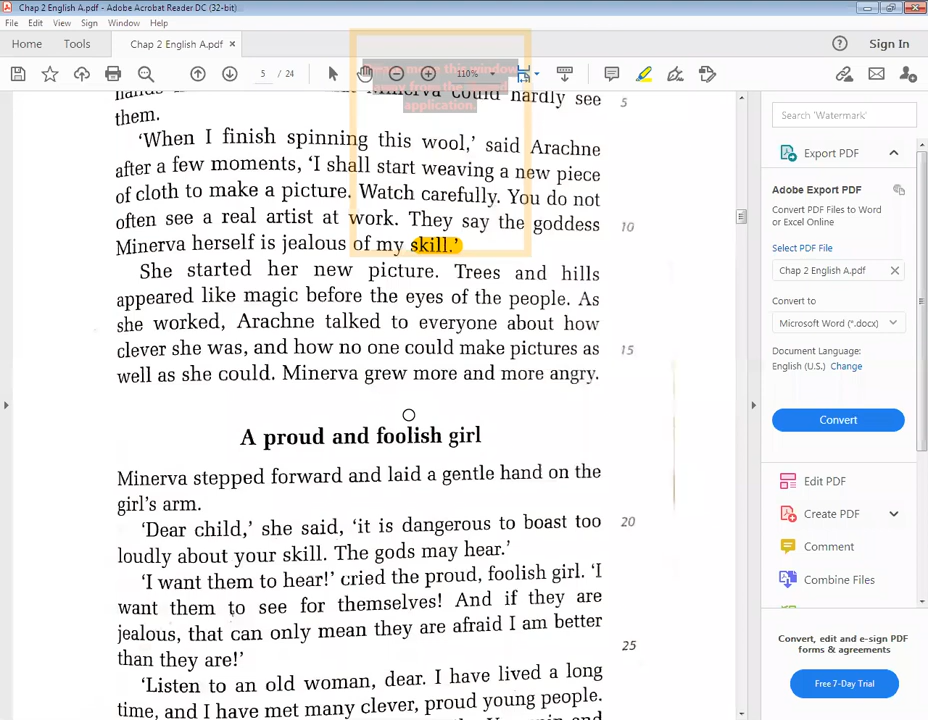 Chap 2 English A.pdf - Adobe Acrobat Reader DC (32-bit)
File Edit View Sign Window Help
Home Tools Chap 2 English A.pdf × Sign In
5 / 24 110%
this window
away from the
application.
Search 'Watermark'
Export PDF
Adobe Export PDF
Convert PDF Files to Word
or Excel Online
Select PDF File
Chap 2 English A.pdf
Convert to
Microsoft Word (*.docx)
Document Language:
English (U.S.) Change
Convert
Edit PDF
Create PDF
Comment
Combine Files
Convert, edit and e-sign PDF
forms & agreements
Free 7-Day Trial
hands Minerva could hardly see 5
them.
'When I finish spinning this wool,' said Arachne
after a few moments, 'I shall start weaving a new piece
of cloth to make a picture. Watch carefully. You do not
often see a real artist at work. They say the goddess 10
Minerva herself is jealous of my skill.'
She started her new picture. Trees and hills
appeared like magic before the eyes of the people. As
she worked, Arachne talked to everyone about how
clever she was, and how no one could make pictures as 15
well as she could. Minerva grew more and more angry.
A proud and foolish girl
Minerva stepped forward and laid a gentle hand on the
girl's arm.
'Dear child,' she said, 'it is dangerous to boast too 20
loudly about your skill. The gods may hear.'
'I want them to hear!' cried the proud, foolish girl. 'I
want them to see for themselves! And if they are
jealous, that can only mean they are afraid I am better
than they are!' 25
'Listen to an old woman, dear. I have lived a long
time, and I have met many clever, proud young people.